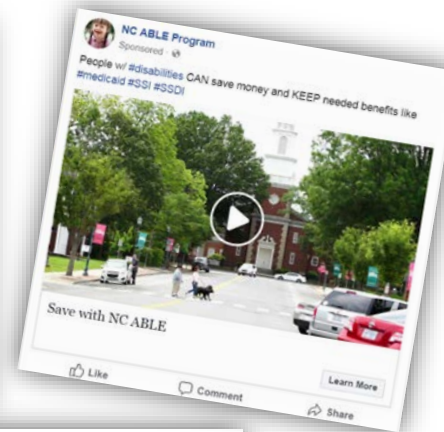 NC ABLE Program
Sponsored ·
People w/ #disabilities CAN save money and KEEP needed benefits like
#medicaid #SSI #SSDI
Save with NC ABLE
Learn More
Like
Comment
Share